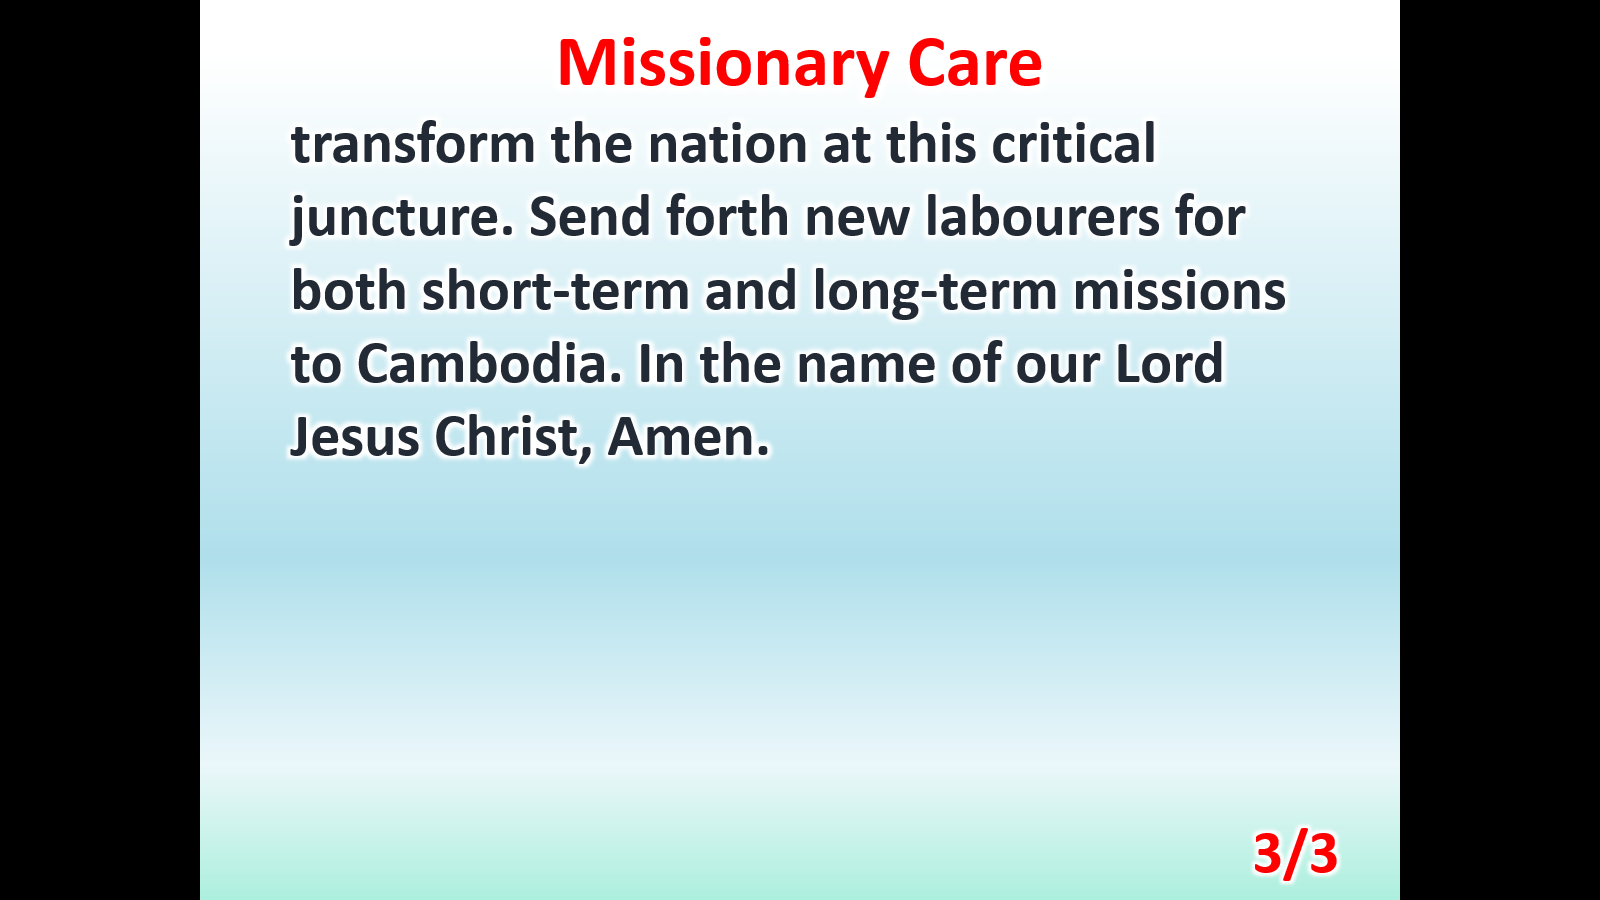 Missionary Care
transform the nation at this critical
juncture. Send forth new labourers for
both short-term and long-term missions
to Cambodia. In the name of our Lord
Jesus Christ, Amen.
3/3